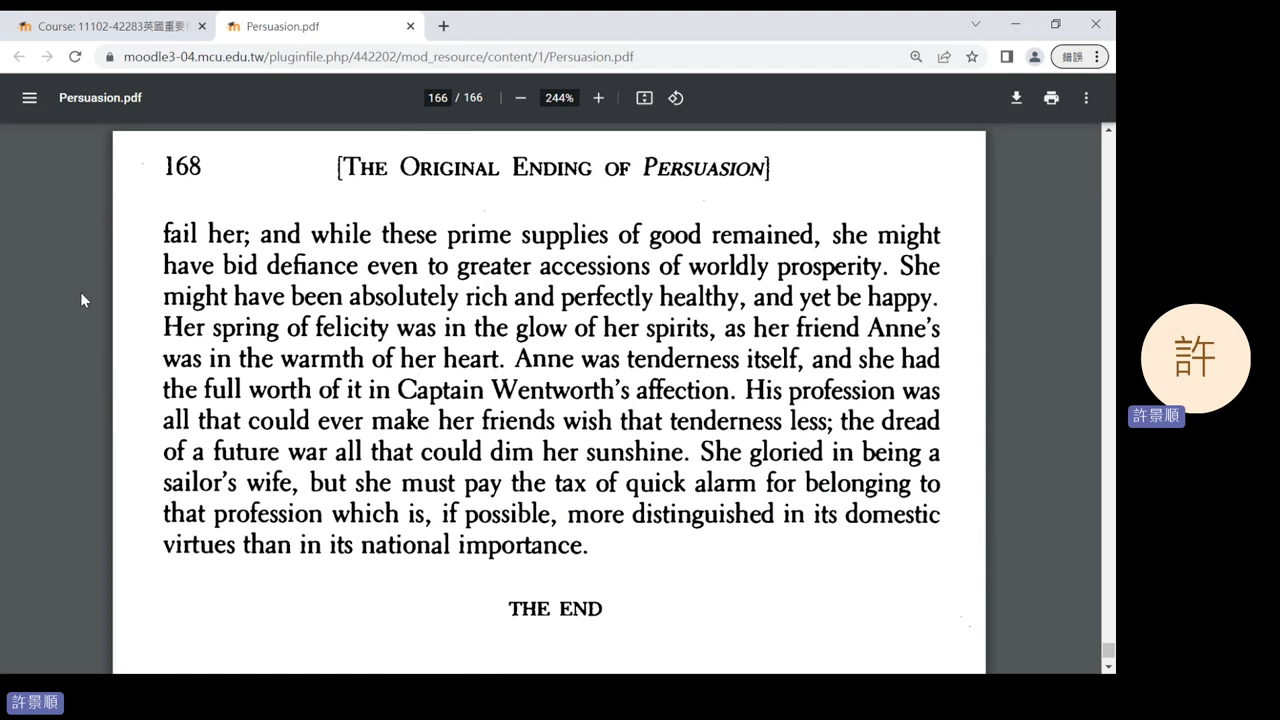 Course: 11102-42283英國重要作
Persuasion.pdf
moodle3-04.mcu.edu.tw/pluginfile.php/442202/mod_resource/content/1/Persuasion.pdf
錯誤
Persuasion.pdf
166 / 166
244%
168 [THE ORIGINAL ENDING OF PERSUASION]
fail her; and while these prime supplies of good remained, she might
have bid defiance even to greater accessions of worldly prosperity. She
might have been absolutely rich and perfectly healthy, and yet be happy.
Her spring of felicity was in the glow of her spirits, as her friend Anne's
was in the warmth of her heart. Anne was tenderness itself, and she had
the full worth of it in Captain Wentworth's affection. His profession was
all that could ever make her friends wish that tenderness less; the dread
of a future war all that could dim her sunshine. She gloried in being a
sailor's wife, but she must pay the tax of quick alarm for belonging to
that profession which is, if possible, more distinguished in its domestic
virtues than in its national importance.
THE END
許
許景順
許景順